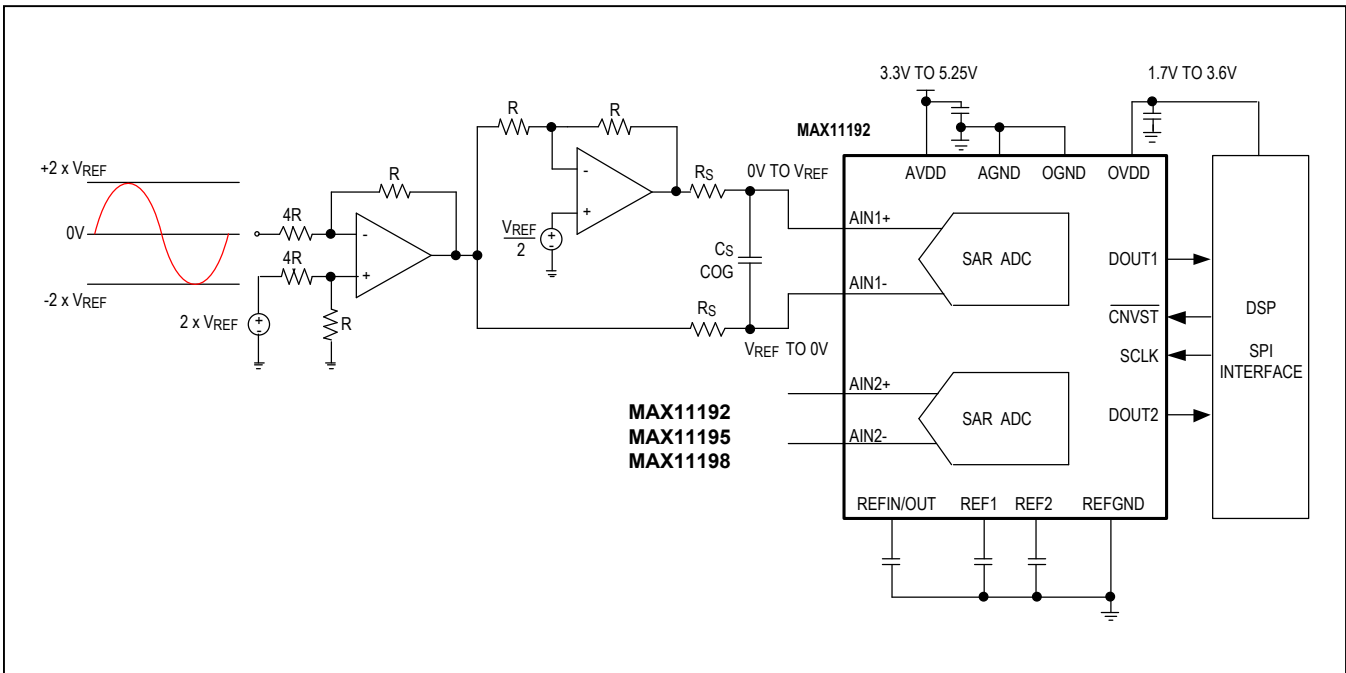 3.3V TO 5.25V
1.7V TO 3.6V
MAX11192
+2 x VREF
0V
-2 x VREF
4R
4R
2 x VREF
R
R
-
+
+
-
R
R
-
+
VREF
2
+
-
RS
0V TO VREF
CS
COG
RS
VREF TO 0V
AVDD
AGND
OGND
OVDD
AIN1+
AIN1-
SAR ADC
AIN2+
AIN2-
SAR ADC
DOUT1
CNVST
SCLK
DOUT2
DSP
SPI
INTERFACE
MAX11192
MAX11195
MAX11198
REFIN/OUT
REF1
REF2
REFGND